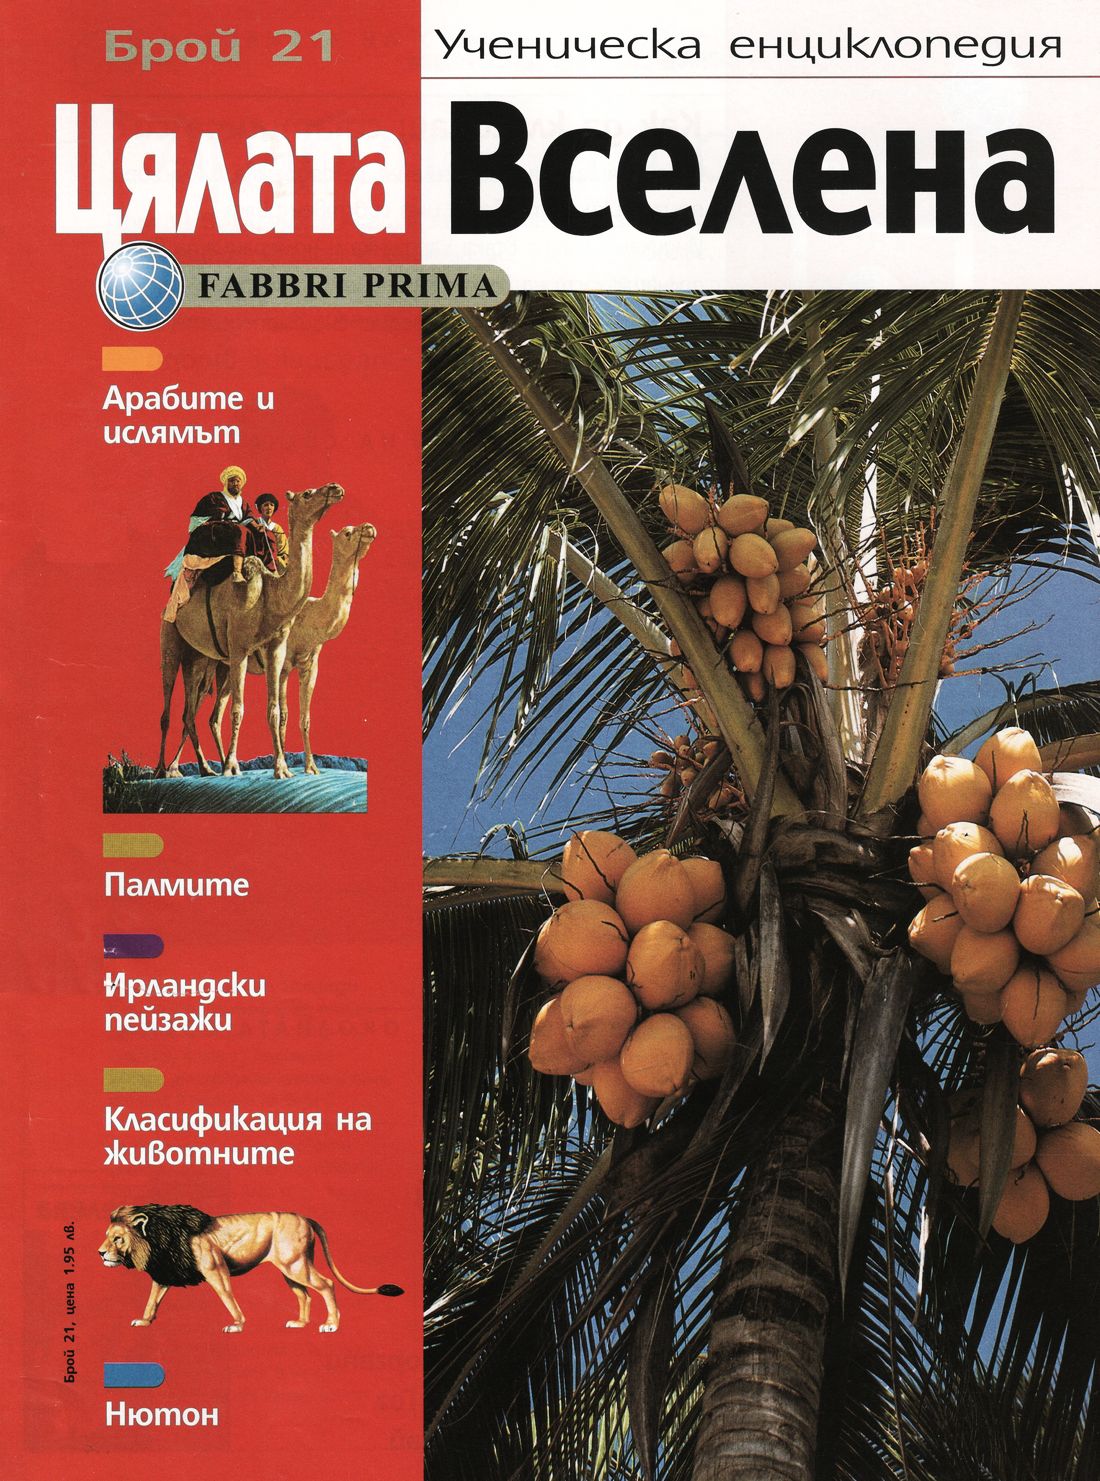 Брой 21
Ученическа енциклопедия
Цялата Вселена
FABBRI PRIMA
Арабите и
ислямът
Палмите
Ирландски
пейзажи
Класификация на
животните
Брой 21, цена 1.95 лв.
Нютон